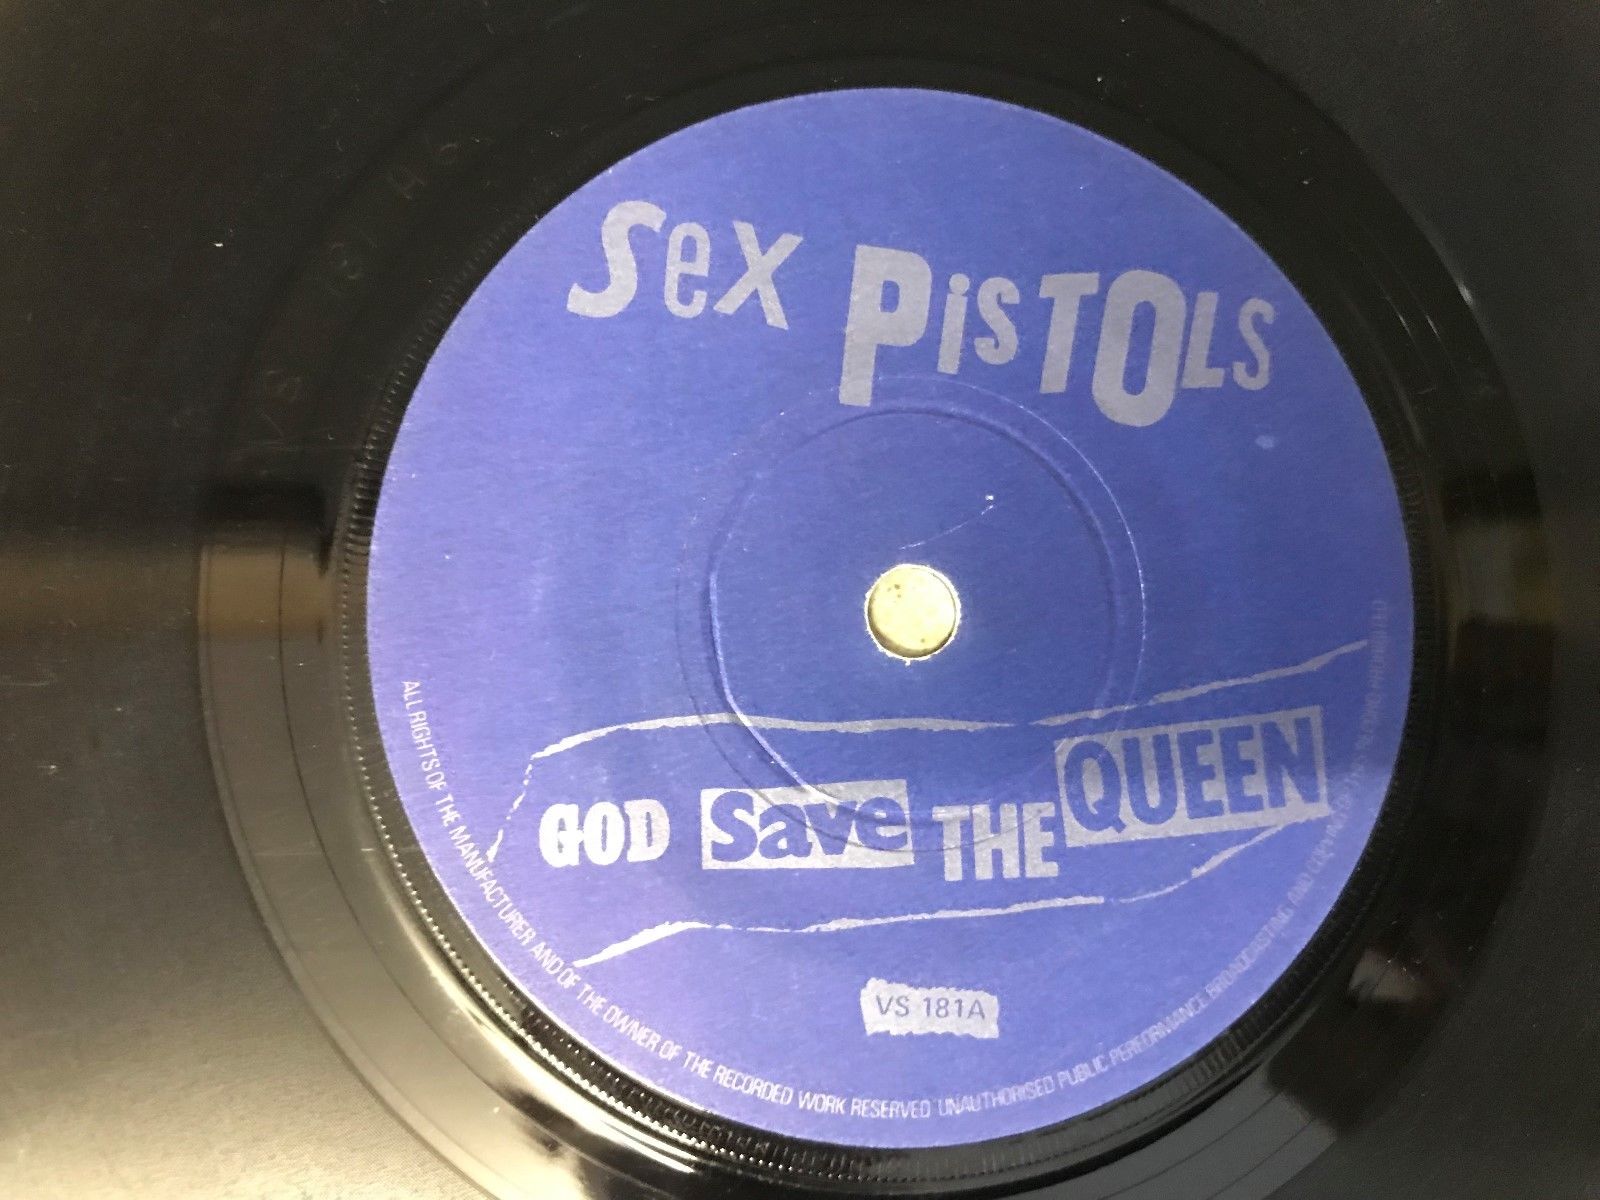 Sex PisTOLS
GOD Save THE QUEEN
VS 181A
ALL RIGHTS OF THE MANUFACTURER AND OF THE OWNER OF THE RECORDED WORK RESERVED UNAUTHORISED PUBLIC PERFORMANCE BROADCASTING AND COPYING OF THIS RECORD PROHIBITED